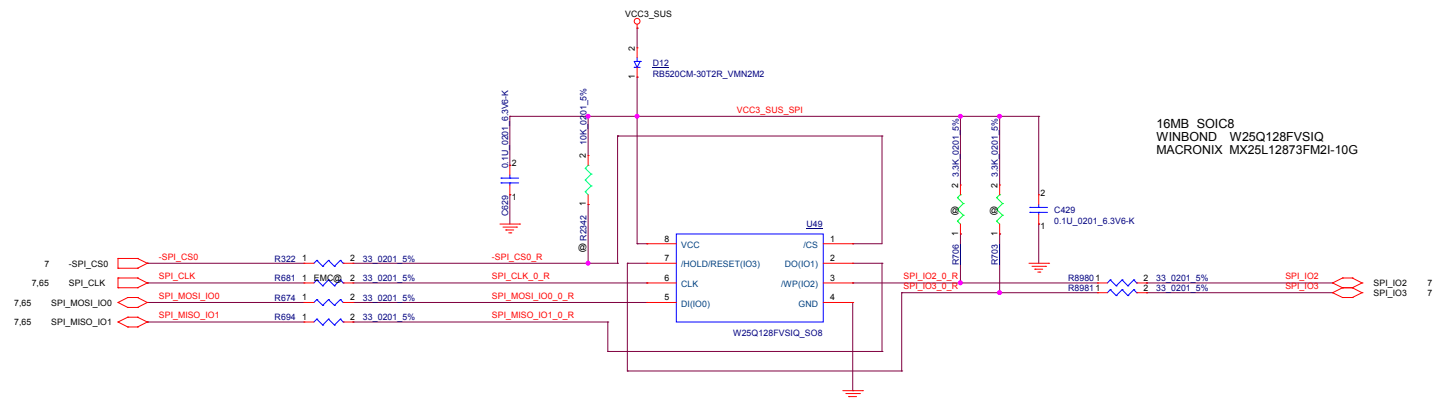 VCC3_SUS
2
D12
RB520CM-30T2R_VMN2M2
1
VCC3_SUS_SPI
16MB SOIC8
WINBOND W25Q128FVSIQ
MACRONIX MX25L12873FM2I-10G
0.1U_0201_6.3V6-K
2
1
C629
10K_0201_5%
2
1
@ R2342
3.3K_0201_5%
2
@
1
R706
3.3K_0201_5%
2
@
1
R703
2
C429
0.1U_0201_6.3V6-K
1
U49
8 VCC /CS 1
7 /HOLD/RESET(IO3) DO(IO1) 2
6 CLK /WP(IO2) 3
5 DI(IO0) GND 4
W25Q128FVSIQ_SO8
7 -SPI_CS0 -SPI_CS0 R322 1 2 33_0201_5% -SPI_CS0_R
7,65 SPI_CLK SPI_CLK R681 1 EMC@ 2 33_0201_5% SPI_CLK_0_R
7,65 SPI_MOSI_IO0 SPI_MOSI_IO0 R674 1 2 33_0201_5% SPI_MOSI_IO0_0_R
7,65 SPI_MISO_IO1 SPI_MISO_IO1 R694 1 2 33_0201_5% SPI_MISO_IO1_0_R
SPI_IO2_0_R R8980 1 2 33_0201_5% SPI_IO2 SPI_IO2 7
SPI_IO3_0_R R8981 1 2 33_0201_5% SPI_IO3 SPI_IO3 7